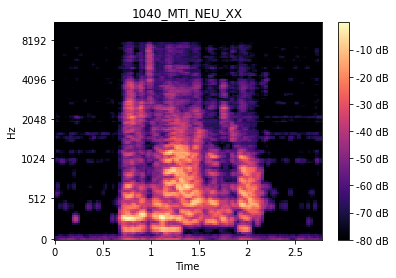 1040_MTI_NEU_XX
8192
4096
2048
1024
512
0
Hz
0
0.5
1
1.5
2
2.5
Time
-10 dB
-20 dB
-30 dB
-40 dB
-50 dB
-60 dB
-70 dB
-80 dB